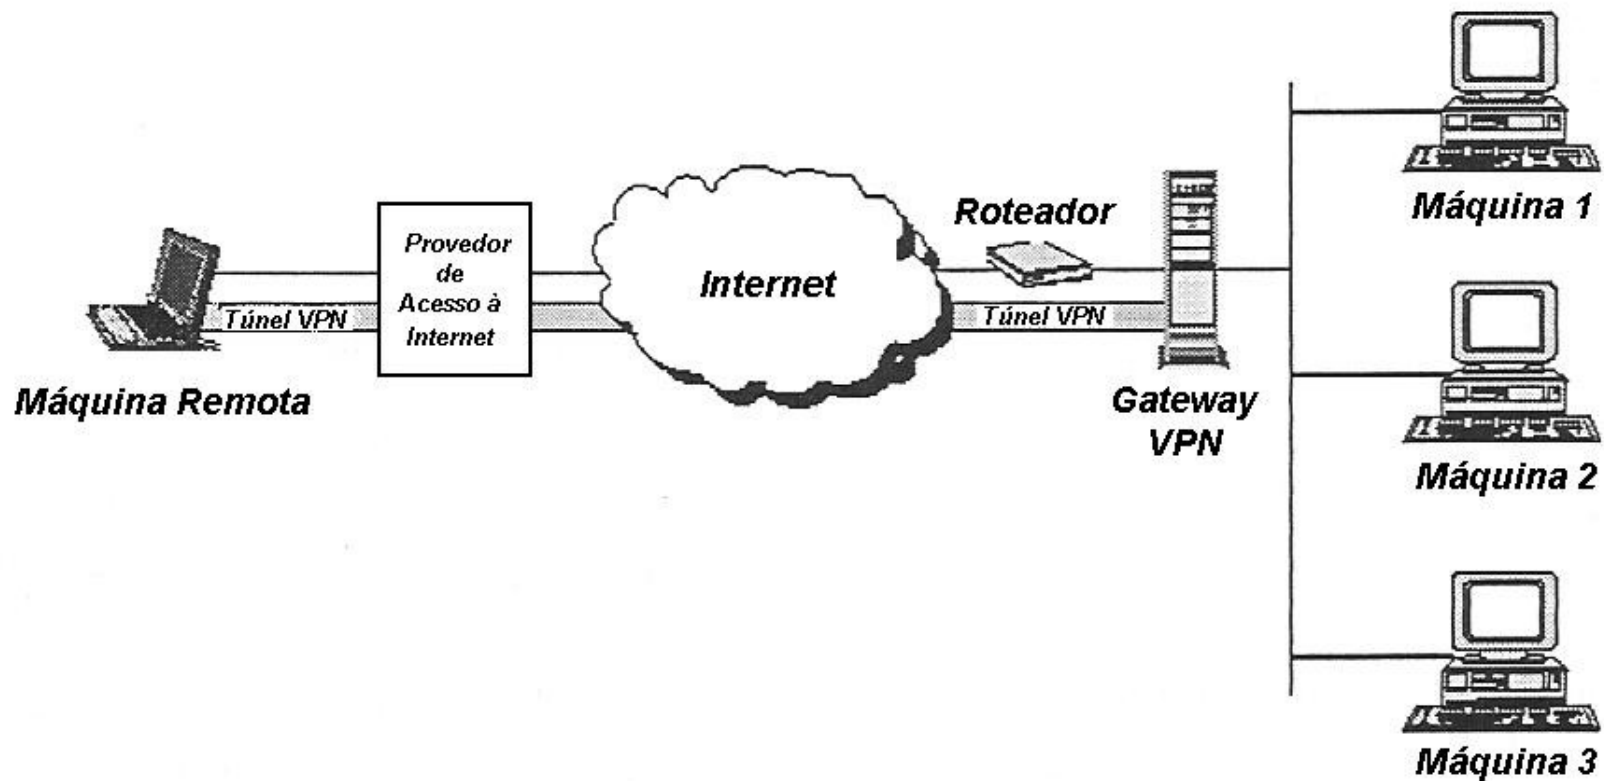 Máquina Remota
Túnel VPN
Provedor
de
Acesso à
Internet
Internet
Roteador
Túnel VPN
Gateway
VPN
Máquina 1
Máquina 2
Máquina 3